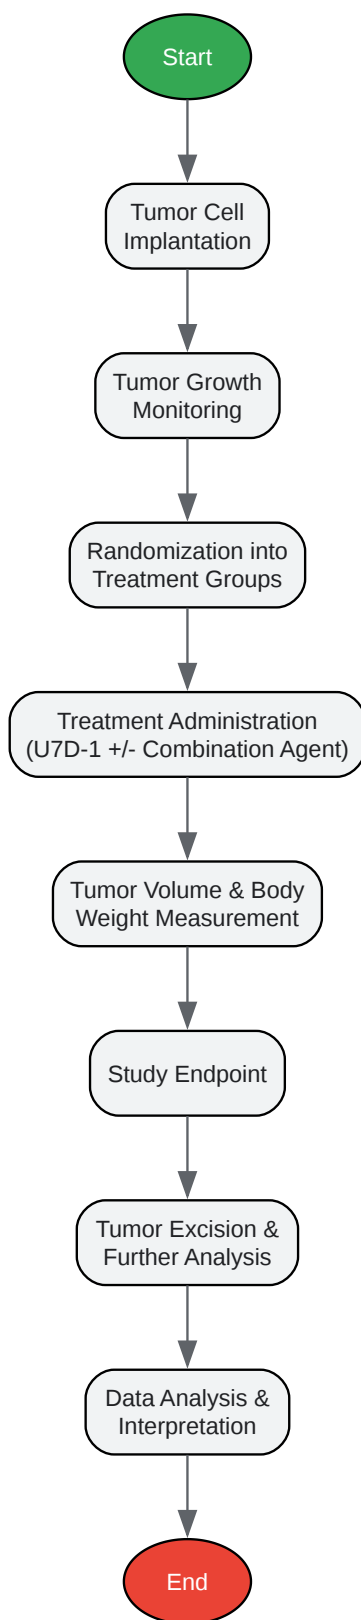 Start
Tumor Cell
Implantation
Tumor Growth
Monitoring
Randomization into
Treatment Groups
Treatment Administration
(U7D-1 +/- Combination Agent)
Tumor Volume & Body
Weight Measurement
Study Endpoint
Tumor Excision &
Further Analysis
Data Analysis &
Interpretation
End